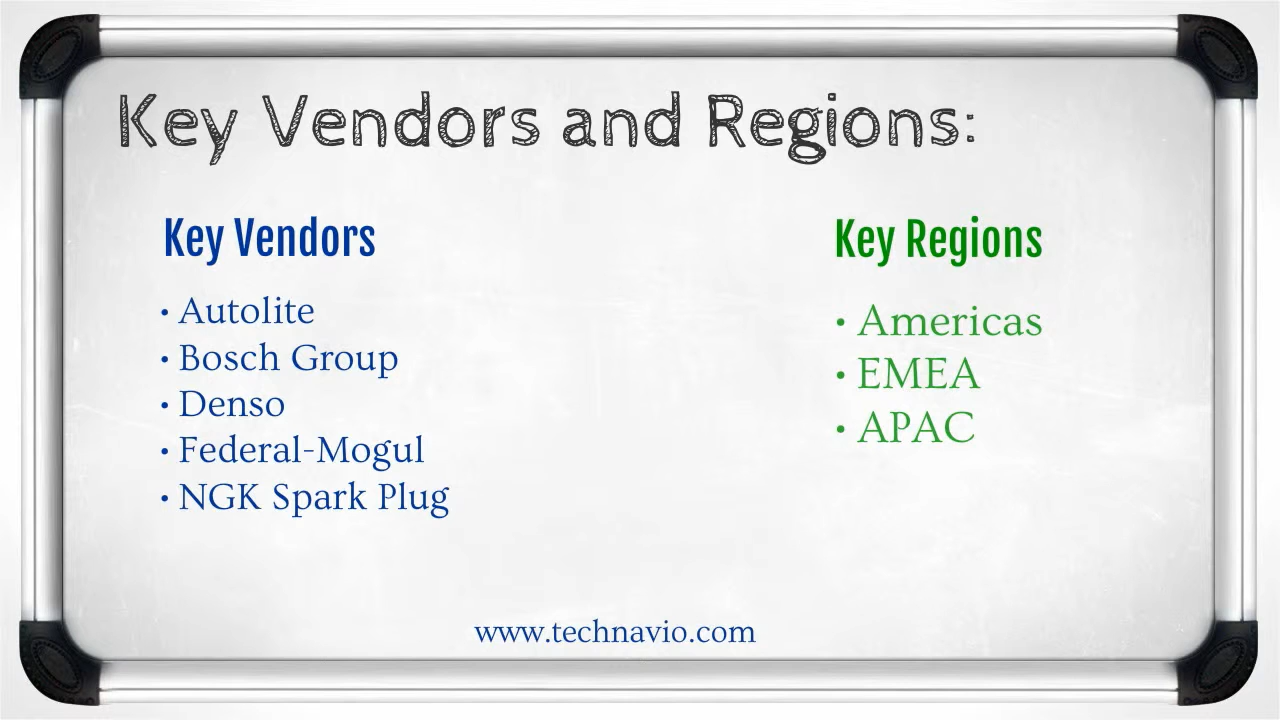 Key Vendors and Regions:
Key Vendors
• Autolite
• Bosch Group
• Denso
• Federal-Mogul
• NGK Spark Plug
Key Regions
• Americas
• EMEA
• APAC
www.technavio.com